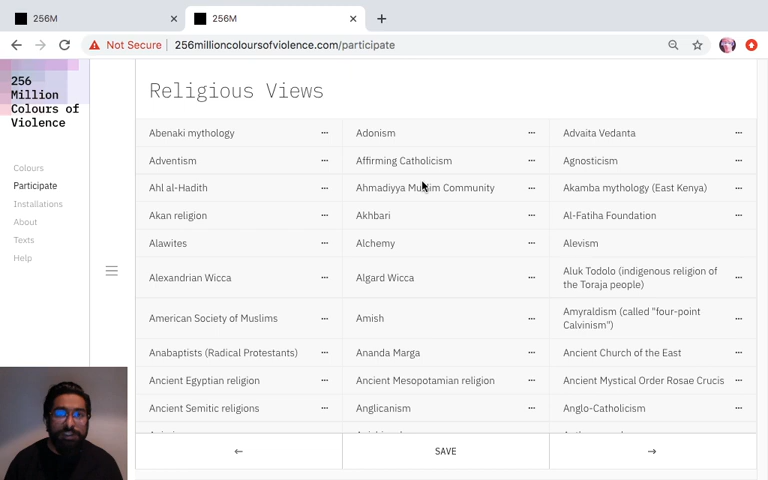 256M
256M
Not Secure | 256millioncoloursofviolence.com/participate
256
Million
Colours of
Violence
Colours
Participate
Installations
About
Texts
Help
Religious Views
Abenaki mythology ... Adonism ... Advaita Vedanta ...
Adventism ... Affirming Catholicism ... Agnosticism ...
Ahl al-Hadith ... Ahmadiyya Muslim Community ... Akamba mythology (East Kenya) ...
Akan religion ... Akhbari ... Al-Fatiha Foundation ...
Alawites ... Alchemy ... Alevism ...
Alexandrian Wicca ... Algard Wicca ... Aluk Todolo (indigenous religion of
the Toraja people) ...
American Society of Muslims ... Amish ... Amyraldism (called "four-point
Calvinism") ...
Anabaptists (Radical Protestants) ... Ananda Marga ... Ancient Church of the East ...
Ancient Egyptian religion ... Ancient Mesopotamian religion ... Ancient Mystical Order Rosae Crucis ...
Ancient Semitic religions ... Anglicanism ... Anglo-Catholicism ...
← SAVE →